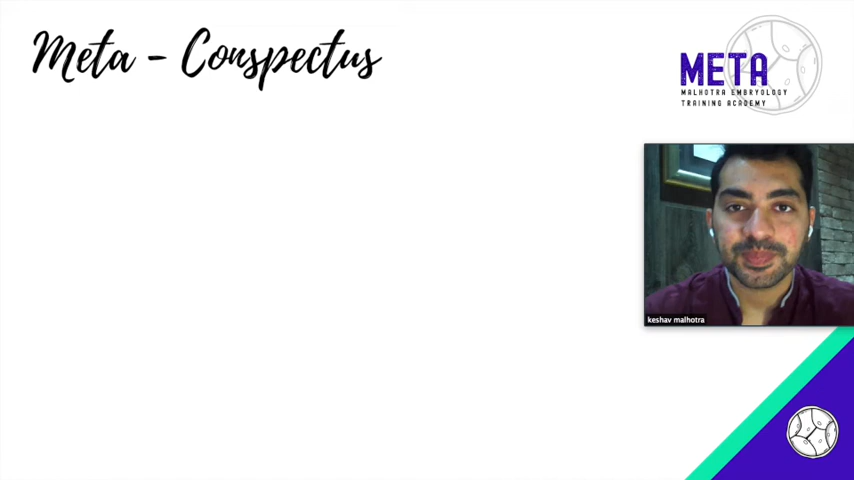 Meta - Conspectus
META
MALHOTRA EMBRYOLOGY
TRAINING ACADEMY
keshav malhotra